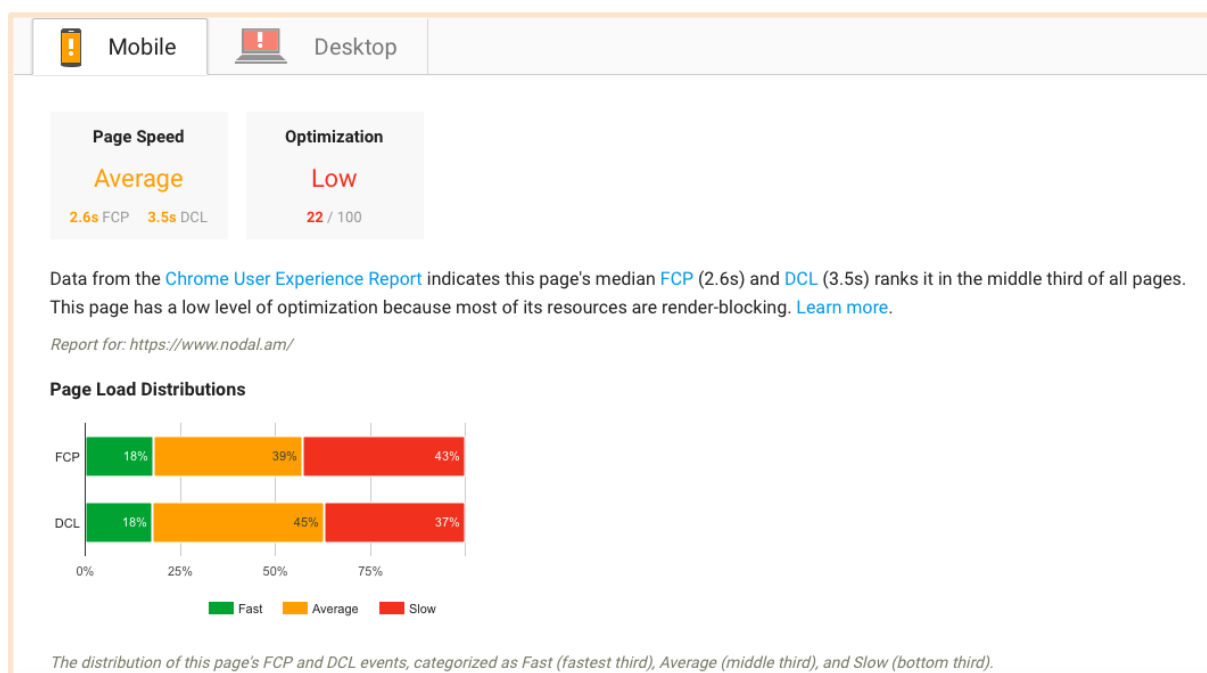 Mobile
Desktop
Page Speed
Average
2.6s FCP 3.5s DCL
Optimization
Low
22 / 100
Data from the Chrome User Experience Report indicates this page's median FCP (2.6s) and DCL (3.5s) ranks it in the middle third of all pages.
This page has a low level of optimization because most of its resources are render-blocking. Learn more.
Report for: https://www.nodal.am/
Page Load Distributions
FCP 18% 39% 43%
DCL 18% 45% 37%
0% 25% 50% 75%
Fast Average Slow
The distribution of this page's FCP and DCL events, categorized as Fast (fastest third), Average (middle third), and Slow (bottom third).